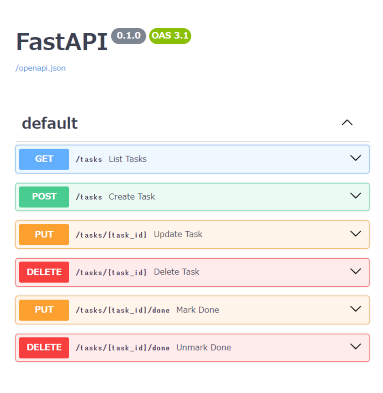 FastAPI 0.1.0 OAS 3.1
/openapi.json
default
GET /tasks List Tasks
POST /tasks Create Task
PUT /tasks/{task_id} Update Task
DELETE /tasks/{task_id} Delete Task
PUT /tasks/{task_id}/done Mark Done
DELETE /tasks/{task_id}/done Unmark Done